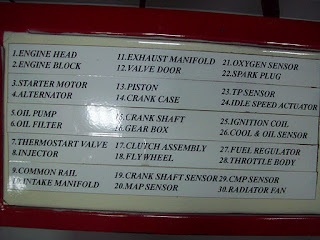 1.ENGINE HEAD 11.EXHAUST MANIFOLD 21.OXYGEN SENSOR
2.ENGINE BLOCK 12.VALVE DOOR 22.SPARK PLUG
3.STARTER MOTOR 13.PISTON 23.TP SENSOR
4.ALTERNATOR 14.CRANK CASE 24.IDLE SPEED ACTUATOR
5.OIL PUMP 15.CRANK SHAFT 25.IGNITION COIL
6.OIL FILTER 16.GEAR BOX 26.COOL & OIL SENSOR
7.THERMOSTART VALVE 17.CLUTCH ASSEMBLY 27.FUEL REGULATOR
8.INJECTOR 18.FLYWHEEL 28.THROTTLE BODY
9.COMMON RAIL 19.CRANK SHAFT SENSOR 29.CMP SENSOR
10.INTAKE MANIFOLD 20.MAP SENSOR 30.RADIATOR FAN